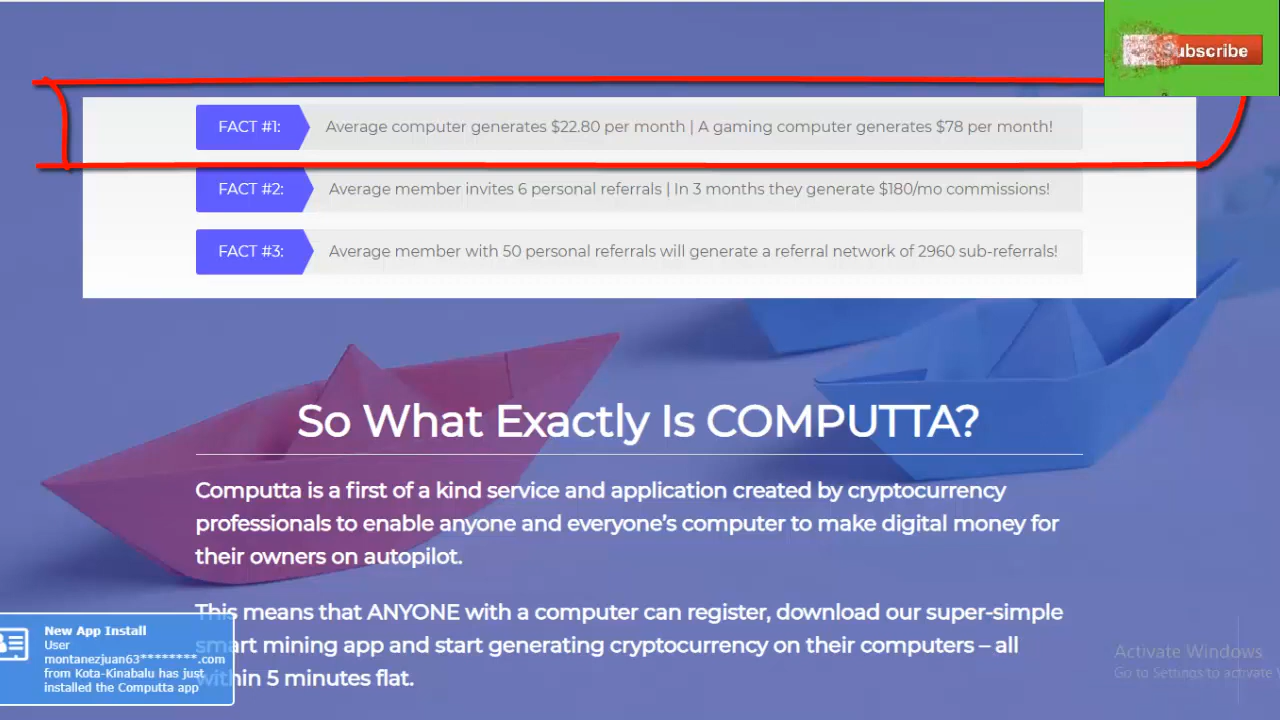 Subscribe
FACT #1: Average computer generates $22.80 per month | A gaming computer generates $78 per month!
FACT #2: Average member invites 6 personal referrals | In 3 months they generate $180/mo commissions!
FACT #3: Average member with 50 personal referrals will generate a referral network of 2960 sub-referrals!
So What Exactly Is COMPUTTA?
Computta is a first of a kind service and application created by cryptocurrency
professionals to enable anyone and everyone's computer to make digital money for
their owners on autopilot.
This means that ANYONE with a computer can register, download our super-simple
smart mining app and start generating cryptocurrency on their computers – all
within 5 minutes flat.
New App Install
User
montanezjuan63********.com
from Kota-Kinabalu has just
installed the Computta app
Activate Windows
Go to Settings to activate